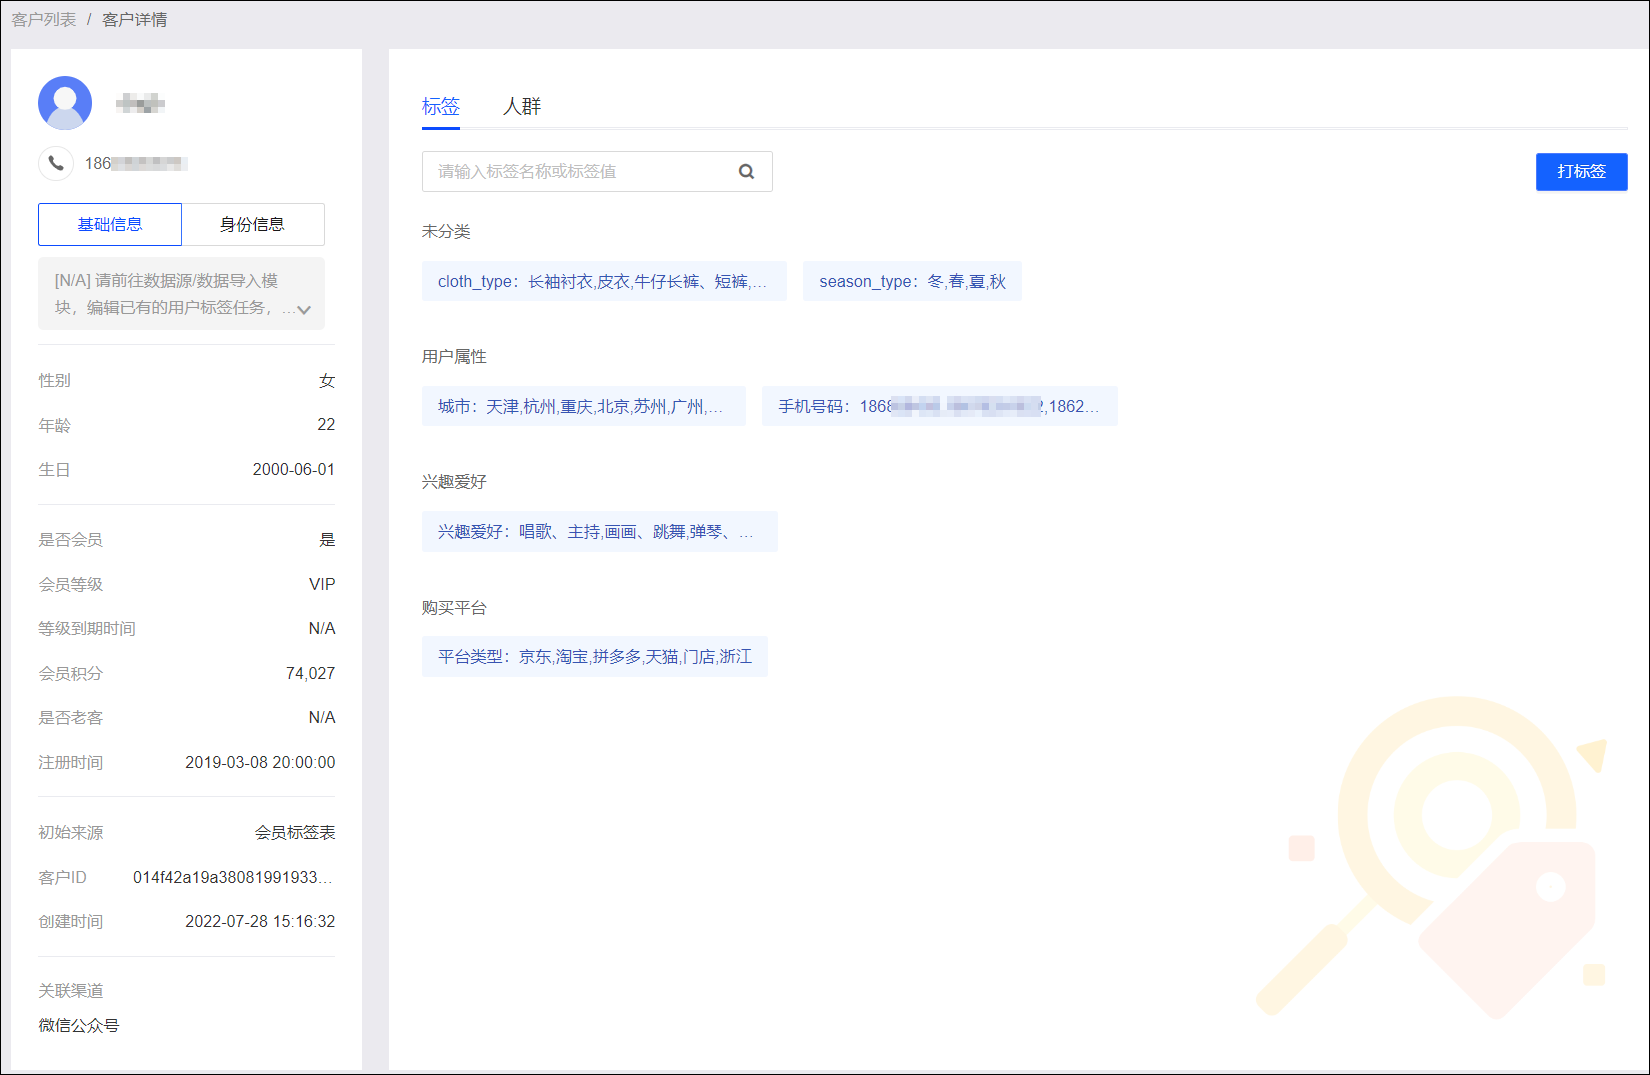 客户列表 / 客户详情
186
基础信息 身份信息
[N/A] 请前往数据源/数据导入模
块，编辑已有的用户标签任务，...
性别 女
年龄 22
生日 2000-06-01
是否会员 是
会员等级 VIP
等级到期时间 N/A
会员积分 74,027
是否老客 N/A
注册时间 2019-03-08 20:00:00
初始来源 会员标签表
客户ID 014f42a19a38081991933...
创建时间 2022-07-28 15:16:32
关联渠道
微信公众号
标签 人群
请输入标签名称或标签值
打标签
未分类
cloth_type：长袖衬衣,皮衣,牛仔长裤、短裤,...
season_type：冬,春,夏,秋
用户属性
城市：天津,杭州,重庆,北京,苏州,广州,...
手机号码：1868 2,1862...
兴趣爱好
兴趣爱好：唱歌、主持,画画、跳舞,弹琴、...
购买平台
平台类型：京东,淘宝,拼多多,天猫,门店,浙江